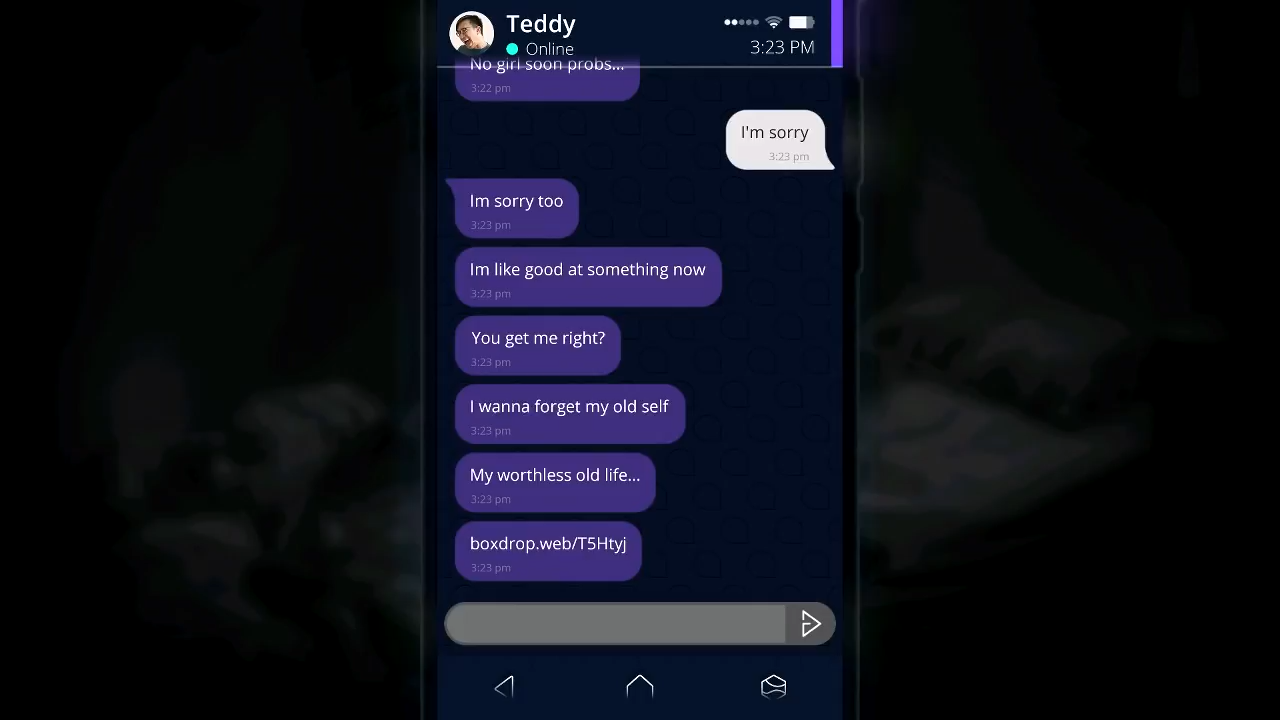 Teddy
Online
3:23 PM
No girl soon probs...
3:22 pm
I'm sorry
3:23 pm
Im sorry too
3:23 pm
Im like good at something now
3:23 pm
You get me right?
3:23 pm
I wanna forget my old self
3:23 pm
My worthless old life...
3:23 pm
boxdrop.web/T5Htyj
3:23 pm